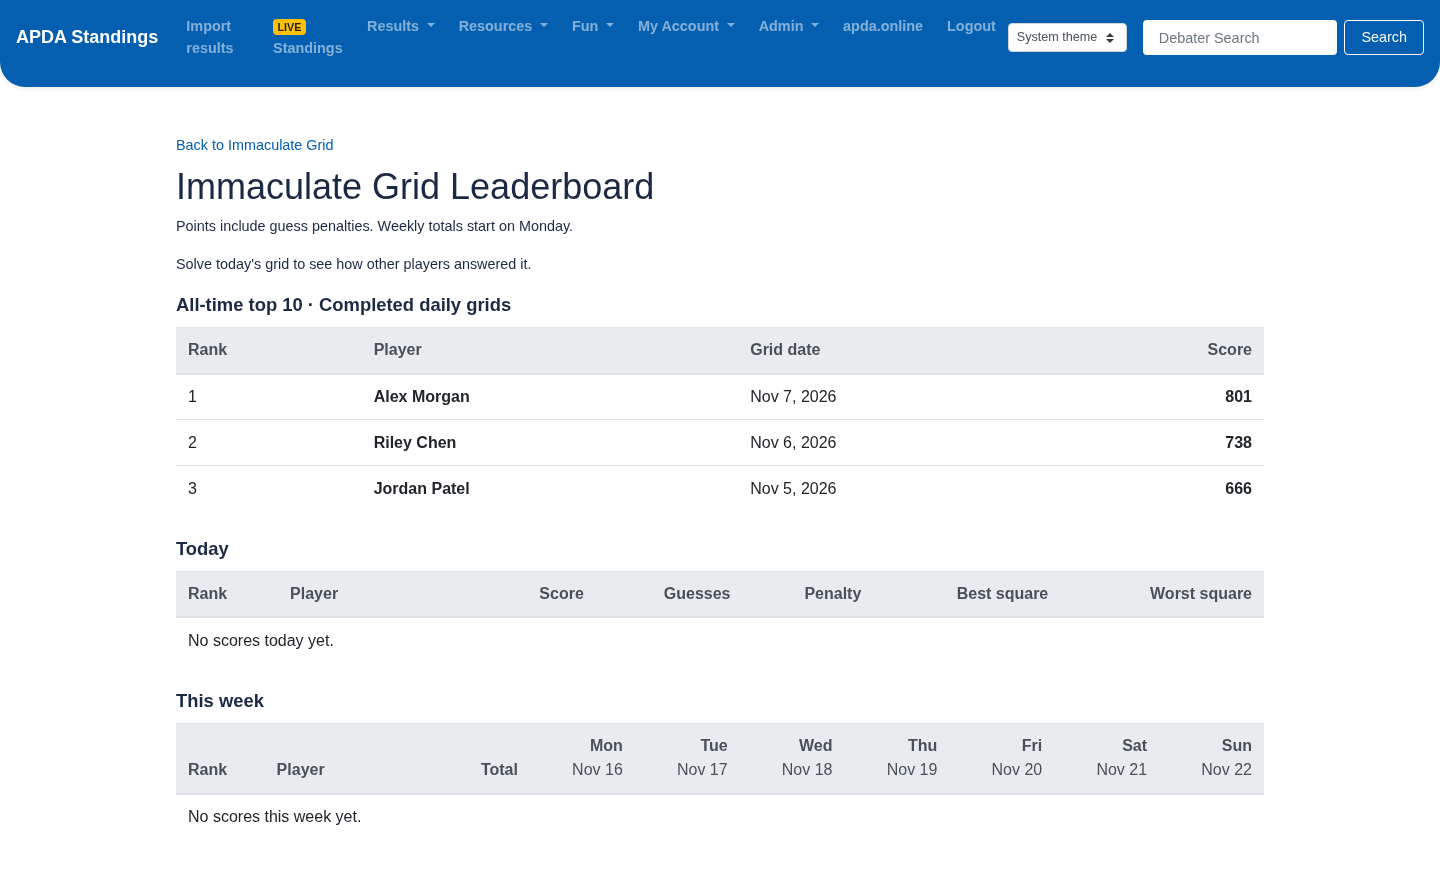 APDA Standings
Import results
LIVE Standings
Results
Resources
Fun
My Account
Admin
apda.online
Logout
System theme
Debater Search
Search
Back to Immaculate Grid
Immaculate Grid Leaderboard
Points include guess penalties. Weekly totals start on Monday.
Solve today's grid to see how other players answered it.
All-time top 10 · Completed daily grids
Rank Player Grid date Score
1 Alex Morgan Nov 7, 2026 801
2 Riley Chen Nov 6, 2026 738
3 Jordan Patel Nov 5, 2026 666
Today
Rank Player Score Guesses Penalty Best square Worst square
No scores today yet.
This week
Mon Tue Wed Thu Fri Sat Sun
Rank Player Total Nov 16 Nov 17 Nov 18 Nov 19 Nov 20 Nov 21 Nov 22
No scores this week yet.